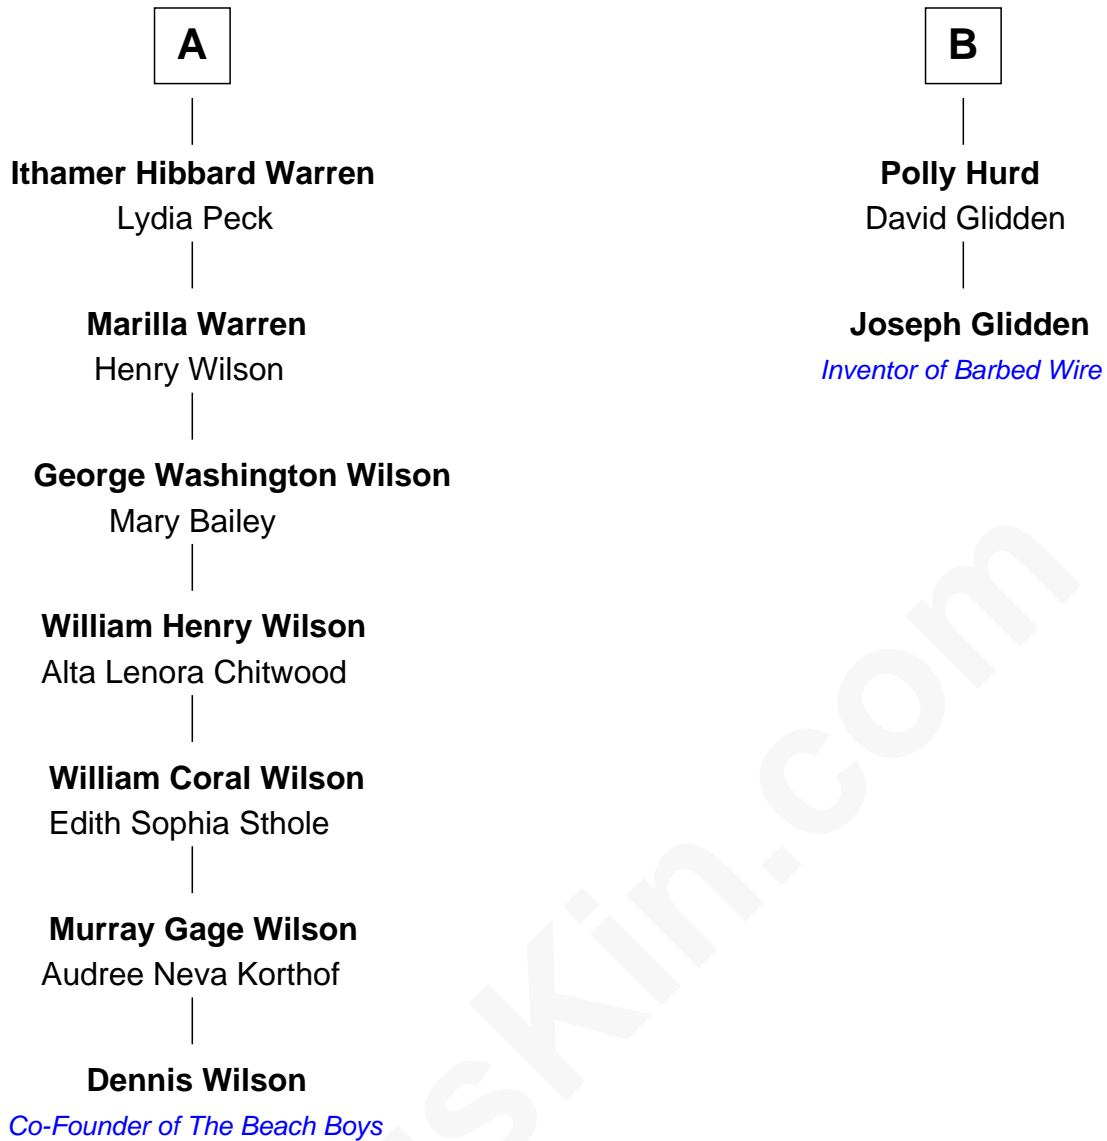 A
Ithamer Hibbard Warren
Lydia Peck
Marilla Warren
Henry Wilson
George Washington Wilson
Mary Bailey
William Henry Wilson
Alta Lenora Chitwood
William Coral Wilson
Edith Sophia Sthole
Murray Gage Wilson
Audree Neva Korthof
Dennis Wilson
Co-Founder of The Beach Boys
B
Polly Hurd
David Glidden
Joseph Glidden
Inventor of Barbed Wire
sKin.com